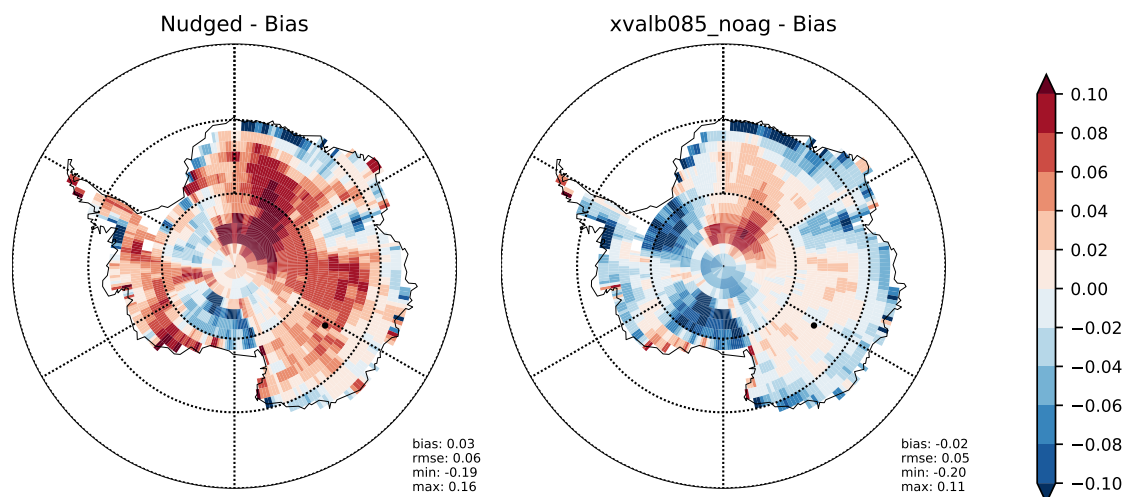 Nudged - Bias
xvalb085_noag - Bias
bias: 0.03
rmse: 0.06
min: -0.19
max: 0.16
bias: -0.02
rmse: 0.05
min: -0.20
max: 0.11
0.10
0.08
0.06
0.04
0.02
0.00
−0.02
−0.04
−0.06
−0.08
−0.10